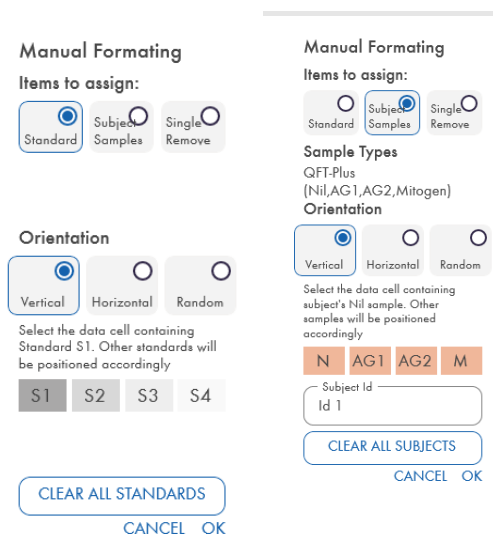 Manual Formating
Items to assign:
Standard
Subject Samples
Single Remove
Orientation
Vertical
Horizontal
Random
Select the data cell containing
Standard S1. Other standards will
be positioned accordingly
S1 S2 S3 S4
CLEAR ALL STANDARDS
CANCEL OK
Manual Formating
Items to assign:
Standard
Subject Samples
Single Remove
Sample Types
QFT-Plus
(Nil,AG1,AG2,Mitogen)
Orientation
Vertical
Horizontal
Random
Select the data cell containing
subject's Nil sample. Other
samples will be positioned
accordingly
N AG1 AG2 M
Subject Id
Id 1
CLEAR ALL SUBJECTS
CANCEL OK